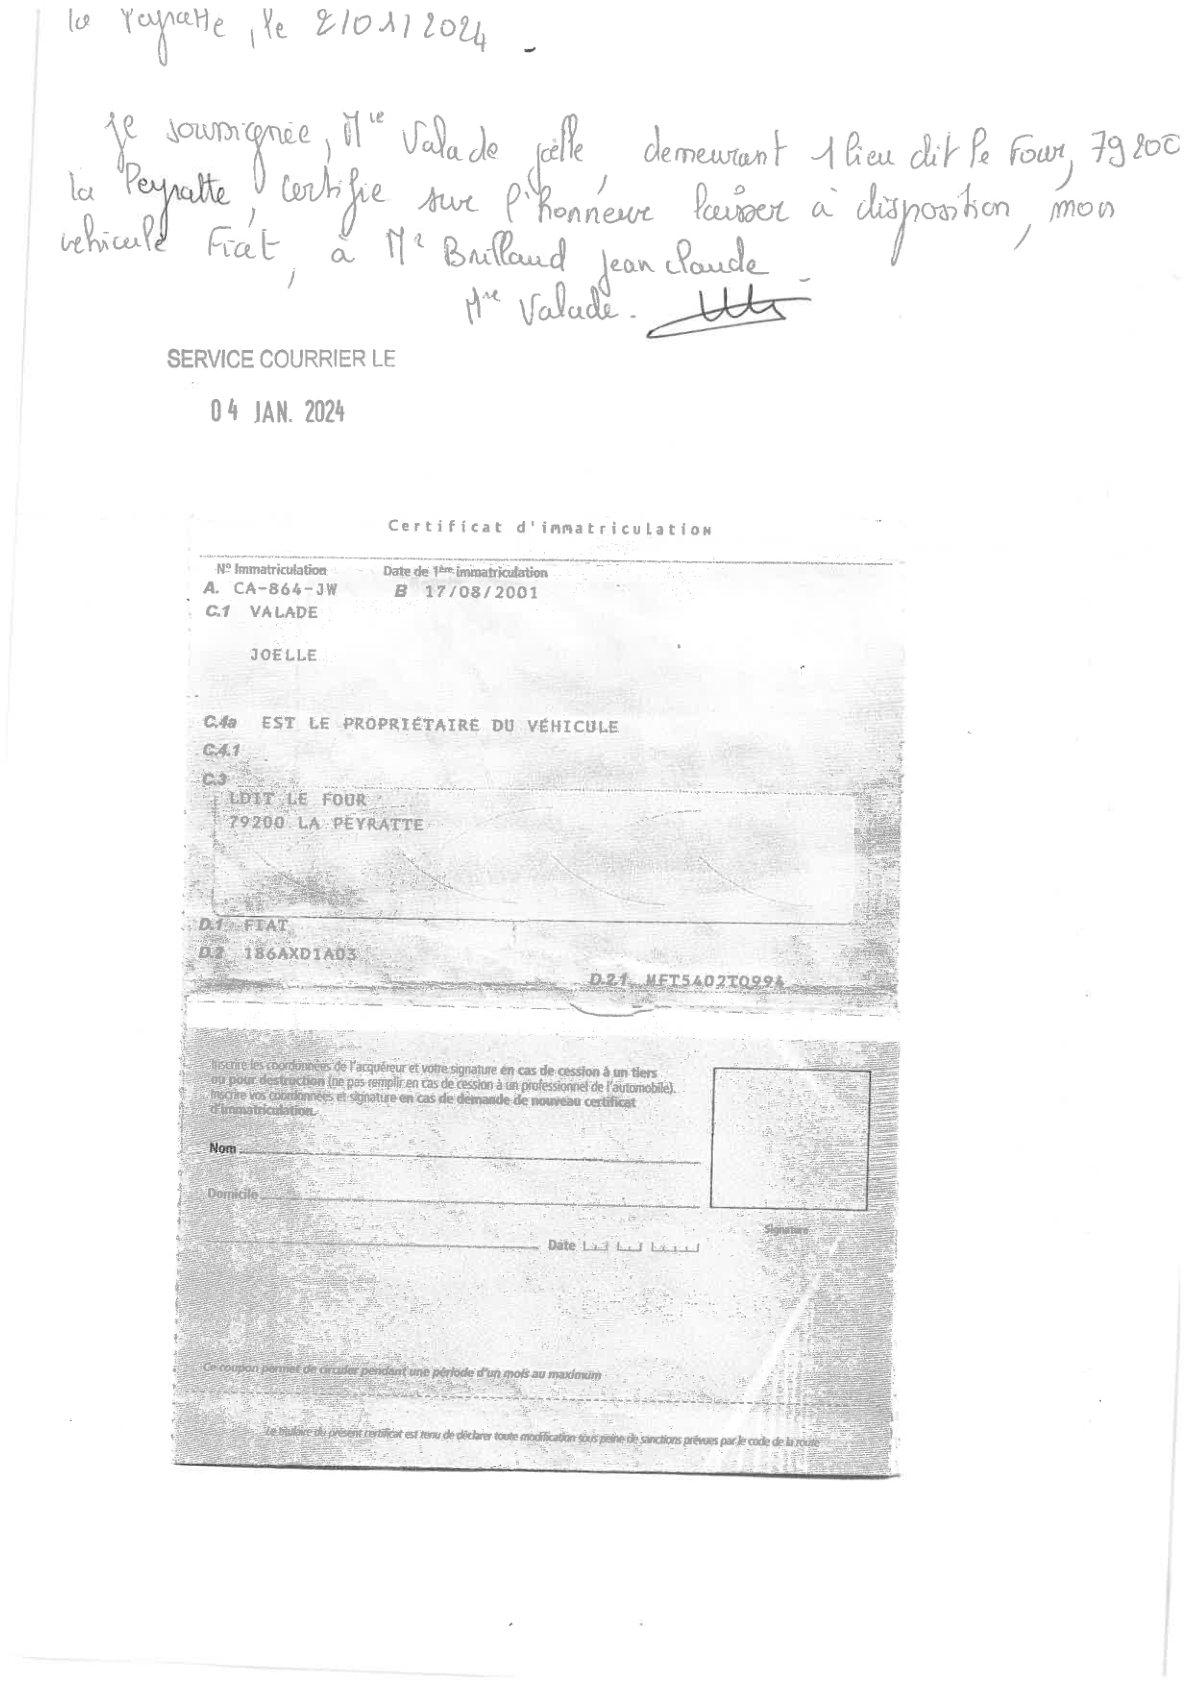 la Peyratte, le 2/01/2024
je soussignée, Mle Valade joëlle, demeurant 1 lieu dit le Four, 79200
la Peyratte, certifie sur l'honneur laisser à disposition, mon
vehicule Fiat, à Mr Brillaud jean claude
Mme Valade.
SERVICE COURRIER LE
04 JAN. 2024
Certificat d'immatriculation
N° Immatriculation Date de 1ère immatriculation
A. CA-864-JW B 17/08/2001
C.1 VALADE
JOELLE
C.4a EST LE PROPRIÉTAIRE DU VÉHICULE
C.4.1
C.3
LDIT LE FOUR
79200 LA PEYRATTE
D.1 FIAT
D.2 186AXD1A03
D.2.1 MFT5402TQ994
Inscrire les coordonnées de l'acquéreur et votre signature en cas de cession à un tiers
ou pour destruction (ne pas remplir en cas de cession à un professionnel de l'automobile).
Inscrire vos coordonnées et signature en cas de demande de nouveau certificat
d'immatriculation.
Nom
Domicile
Signature
Date
Ce coupon permet de circuler pendant une période d'un mois au maximum
Le titulaire du présent certificat est tenu de déclarer toute modification sous peine de sanctions prévues par le code de la route